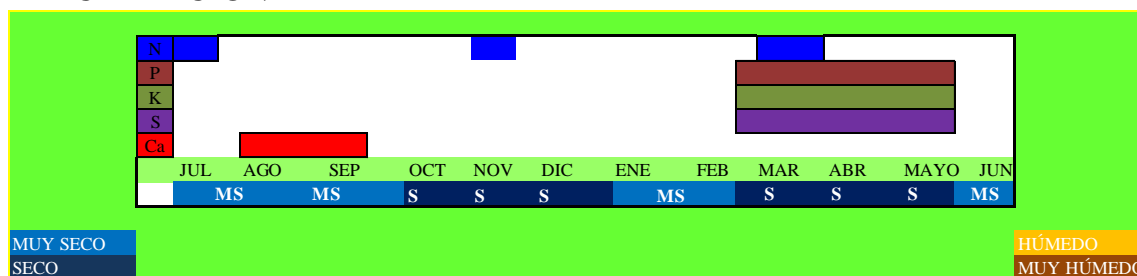 N
P
K
S
Ca
JUL AGO SEP OCT NOV DIC ENE FEB MAR ABR MAYO JUN
MS MS S S S MS S S S MS
MUY SECO HÚMEDO
SECO MUY HÚMEDO